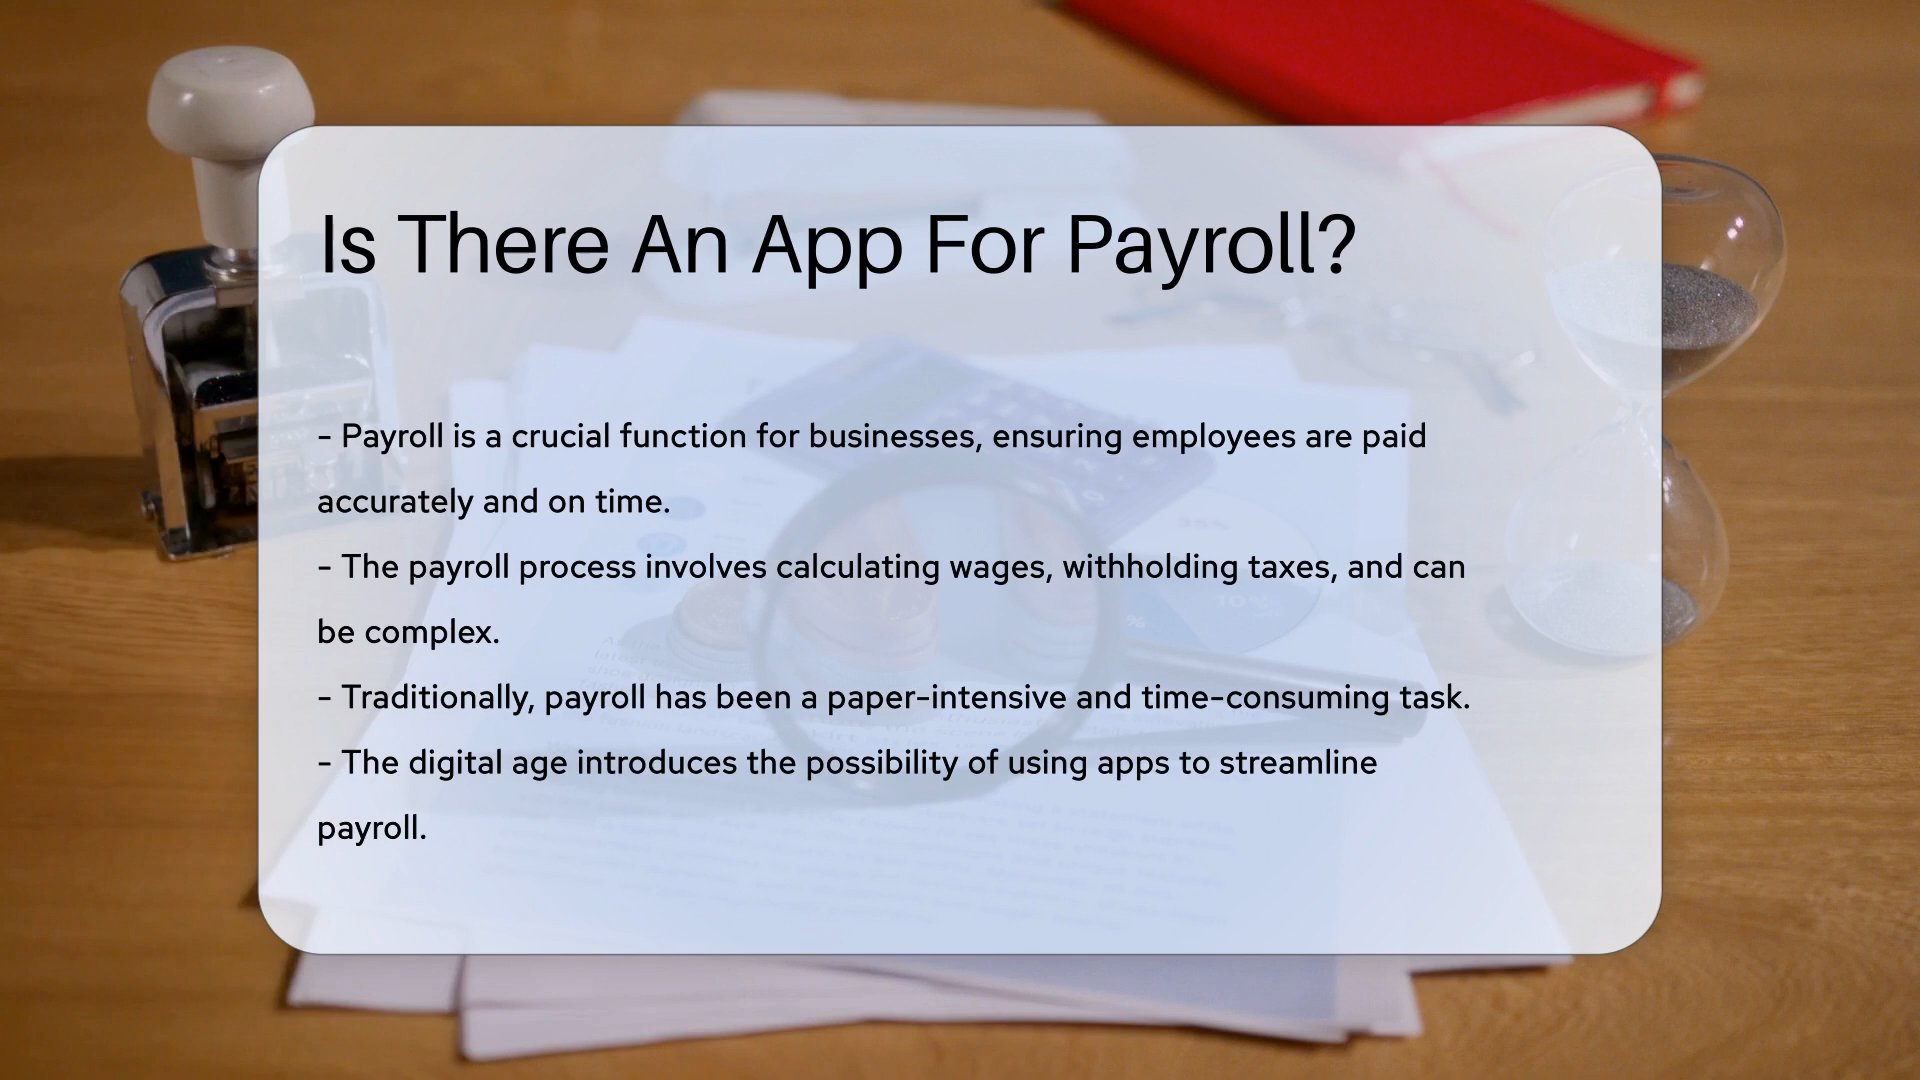 Is There An App For Payroll?
- Payroll is a crucial function for businesses, ensuring employees are paid
accurately and on time.
- The payroll process involves calculating wages, withholding taxes, and can
be complex.
- Traditionally, payroll has been a paper-intensive and time-consuming task.
- The digital age introduces the possibility of using apps to streamline
payroll.
35%
10%
%